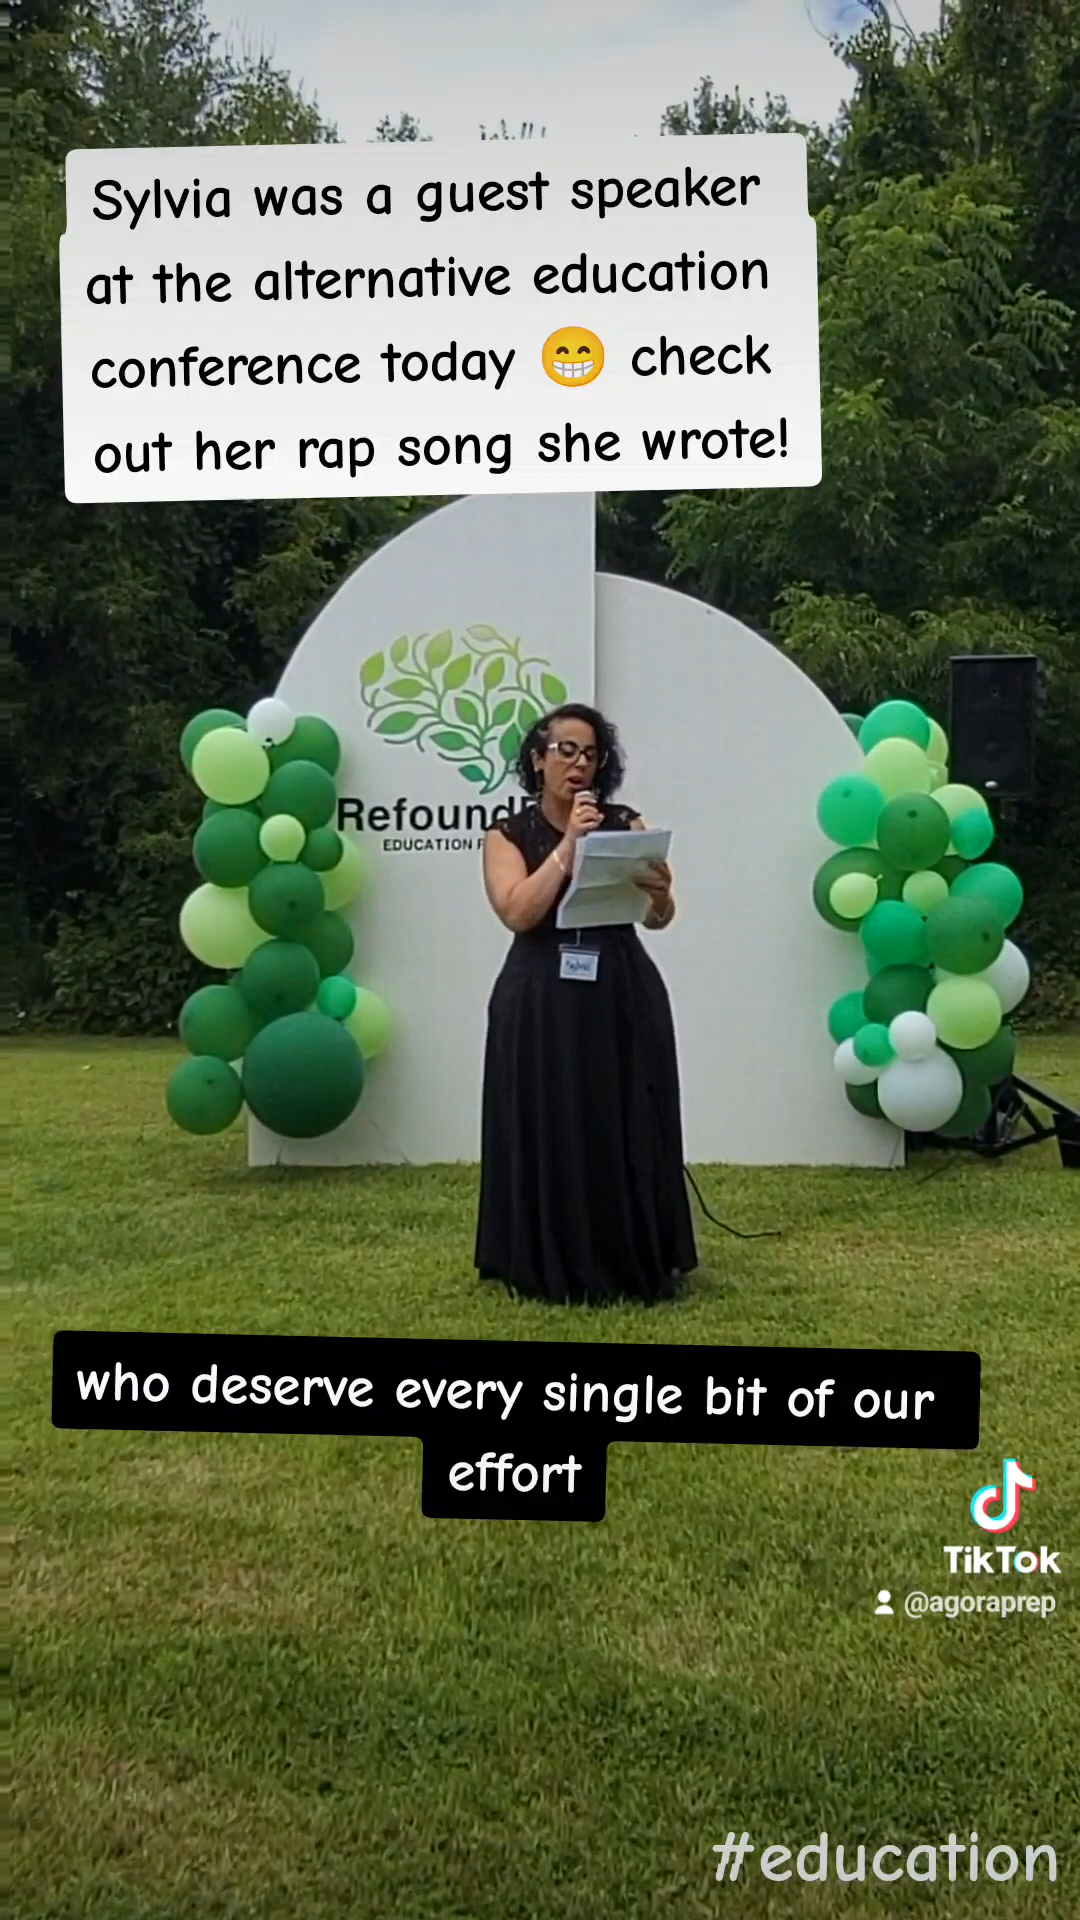 Sylvia was a guest speaker
at the alternative education
conference today 😁 check
out her rap song she wrote!
EDUCATION
who deserve every single bit of our
effort
TikTok
@agoraprep
#education